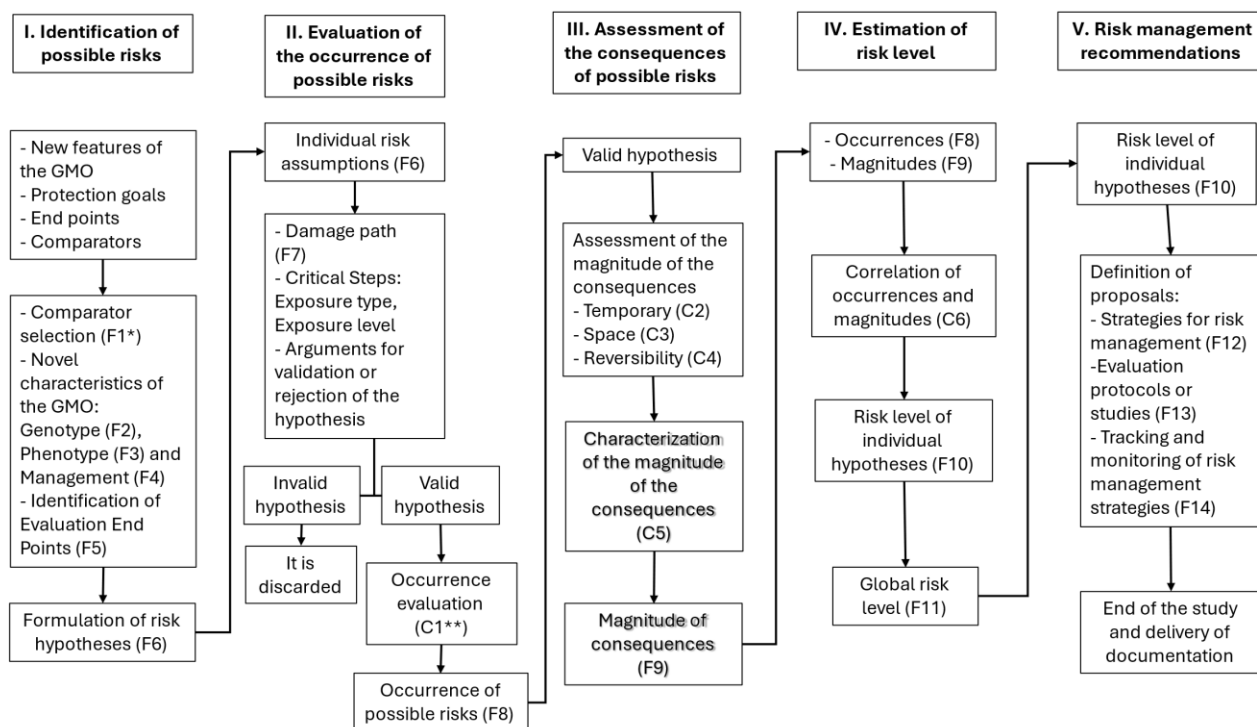 I. Identification of
possible risks
- New features of
the GMO
- Protection goals
- End points
- Comparators
- Comparator
selection (F1*)
- Novel
characteristics of
the GMO:
Genotype (F2),
Phenotype (F3) and
Management (F4)
- Identification of
Evaluation End
Points (F5)
Formulation of risk
hypotheses (F6)
II. Evaluation of
the occurrence of
possible risks
Individual risk
assumptions (F6)
- Damage path
(F7)
- Critical Steps:
Exposure type,
Exposure level
- Arguments for
validation or
rejection of the
hypothesis
Invalid
hypothesis
It is
discarded
Valid
hypothesis
Occurrence
evaluation
(C1**)
Occurrence of
possible risks (F8)
III. Assessment of
the consequences
of possible risks
Valid hypothesis
Assessment of the
magnitude of the
consequences
- Temporary (C2)
- Space (C3)
- Reversibility (C4)
Characterization
of the magnitude
of the
consequences
(C5)
Magnitude of
consequences
(F9)
IV. Estimation of
risk level
- Occurrences (F8)
- Magnitudes (F9)
Correlation of
occurrences and
magnitudes (C6)
Risk level of
individual
hypotheses (F10)
Global risk
level (F11)
V. Risk management
recommendations
Risk level of
individual
hypotheses (F10)
Definition of
proposals:
- Strategies for risk
management (F12)
-Evaluation
protocols or
studies (F13)
- Tracking and
monitoring of risk
management
strategies (F14)
End of the study
and delivery of
documentation